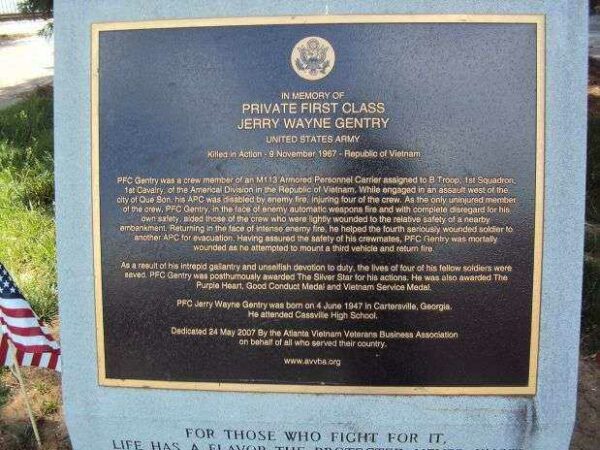 IN MEMORY OF
PRIVATE FIRST CLASS
JERRY WAYNE GENTRY
UNITED STATES ARMY
Killed in Action - 9 November 1967 - Republic of Vietnam
PFC Gentry was a crew member of an M113 Armored Personnel Carrier assigned to B Troop, 1st Squadron,
1st Cavalry, of the Americal Division in the Republic of Vietnam. While engaged in an assault west of the
city of Que Son, his APC was disabled by enemy fire, injuring four of the crew. As the only uninjured member
of the crew, PFC Gentry, in the face of enemy automatic weapons fire and with complete disregard for his
own safety, aided those of the crew who were lightly wounded to the relative safety of a nearby
embankment. Returning in the face of intense enemy fire, he helped the fourth seriously wounded soldier to
another APC for evacuation. Having assured the safety of his crewmates, PFC Gentry was mortally
wounded as he attempted to mount a third vehicle and return fire.
As a result of his intrepid gallantry and unselfish devotion to duty, the lives of four of his fellow soldiers were
saved. PFC Gentry was posthumously awarded The Silver Star for his actions. He was also awarded The
Purple Heart, Good Conduct Medal and Vietnam Service Medal.
PFC Jerry Wayne Gentry was born on 4 June 1947 in Cartersville, Georgia.
He attended Cassville High School.
Dedicated 24 May 2007 By the Atlanta Vietnam Veterans Business Association
on behalf of all who served their country.
www.avvba.org
FOR THOSE WHO FIGHT FOR IT,
LIFE HAS A FLAVOR THE PROTECTED NEVER KNOW